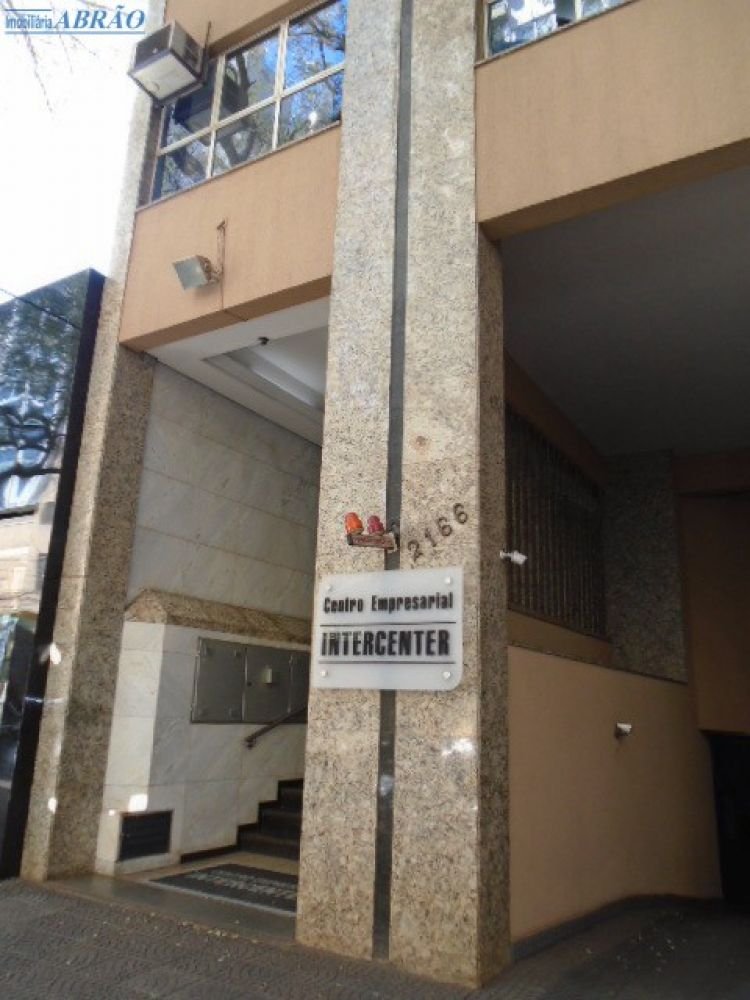 Imobiliária ABRÃO
2166
Centro Empresarial
INTERCENTER